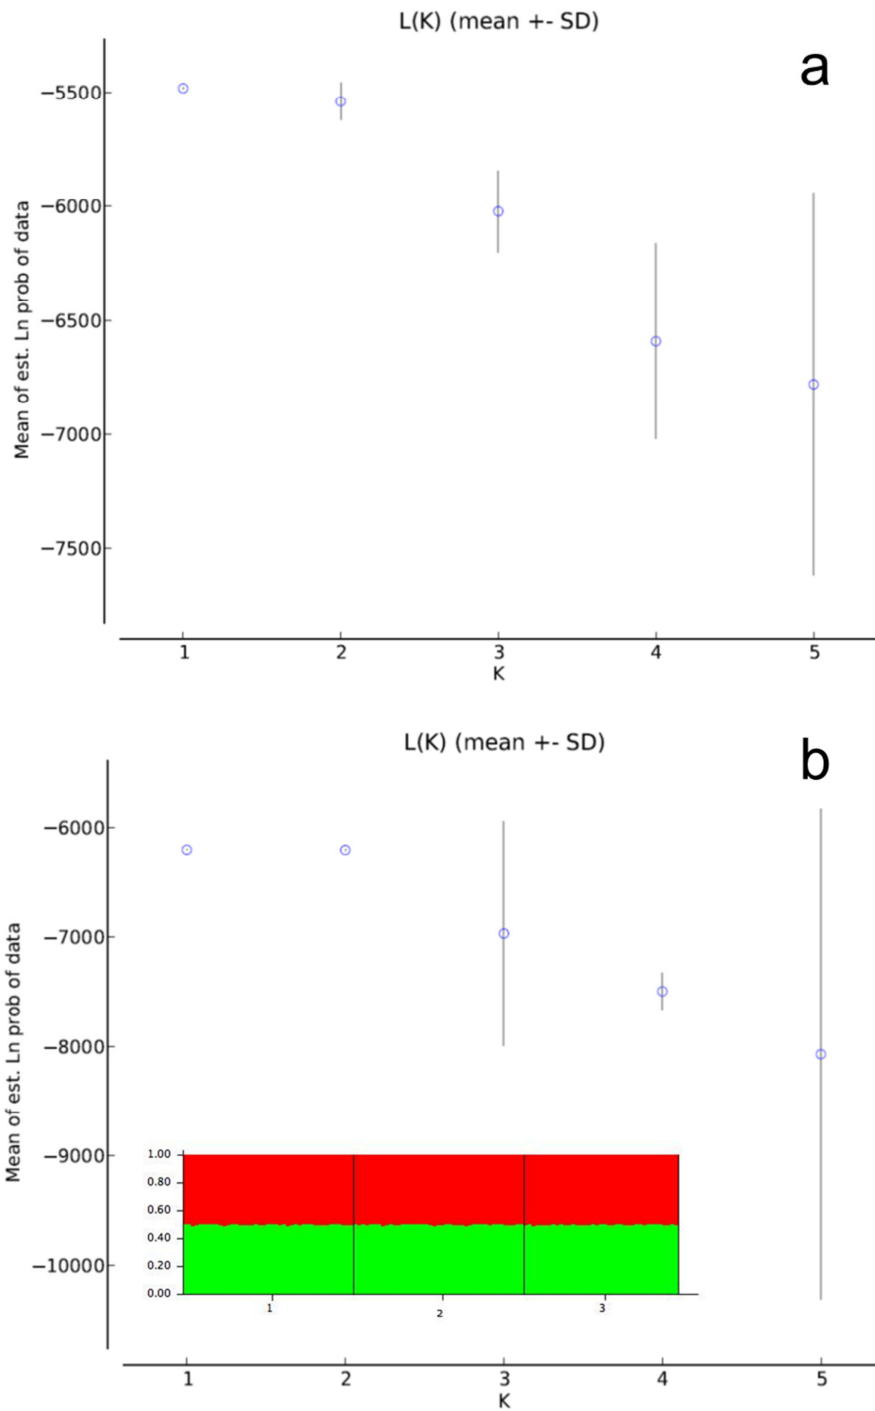 L(K) (mean +- SD)
a
Mean of est. Ln prob of data
−5500
−6000
−6500
−7000
−7500
1 2 3 4 5
K
L(K) (mean +- SD)
b
Mean of est. Ln prob of data
−6000
−7000
−8000
−9000
−10000
1.00
0.80
0.60
0.40
0.20
0.00
1 2 3
1 2 3 4 5
K